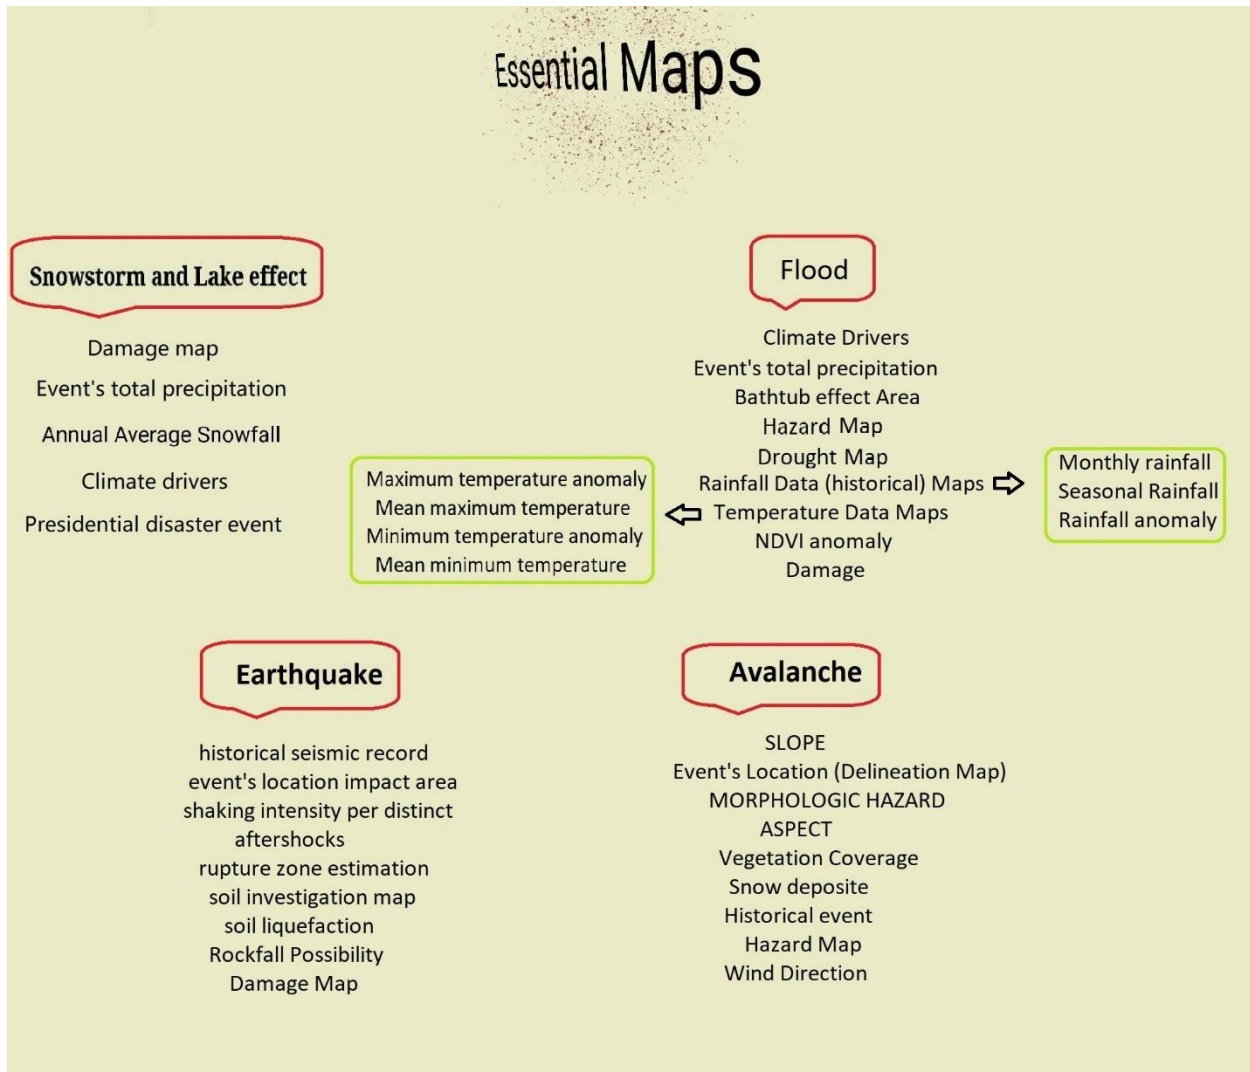 Essential Maps
Snowstorm and Lake effect
Damage map
Event's total precipitation
Annual Average Snowfall
Climate drivers
Presidential disaster event
Flood
Climate Drivers
Event's total precipitation
Bathtub effect Area
Hazard Map
Drought Map
Rainfall Data (historical) Maps
Temperature Data Maps
NDVI anomaly
Damage
Maximum temperature anomaly
Mean maximum temperature
Minimum temperature anomaly
Mean minimum temperature
Monthly rainfall
Seasonal Rainfall
Rainfall anomaly
Earthquake
historical seismic record
event's location impact area
shaking intensity per distinct
aftershocks
rupture zone estimation
soil investigation map
soil liquefaction
Rockfall Possibility
Damage Map
Avalanche
SLOPE
Event's Location (Delineation Map)
MORPHOLOGIC HAZARD
ASPECT
Vegetation Coverage
Snow deposite
Historical event
Hazard Map
Wind Direction